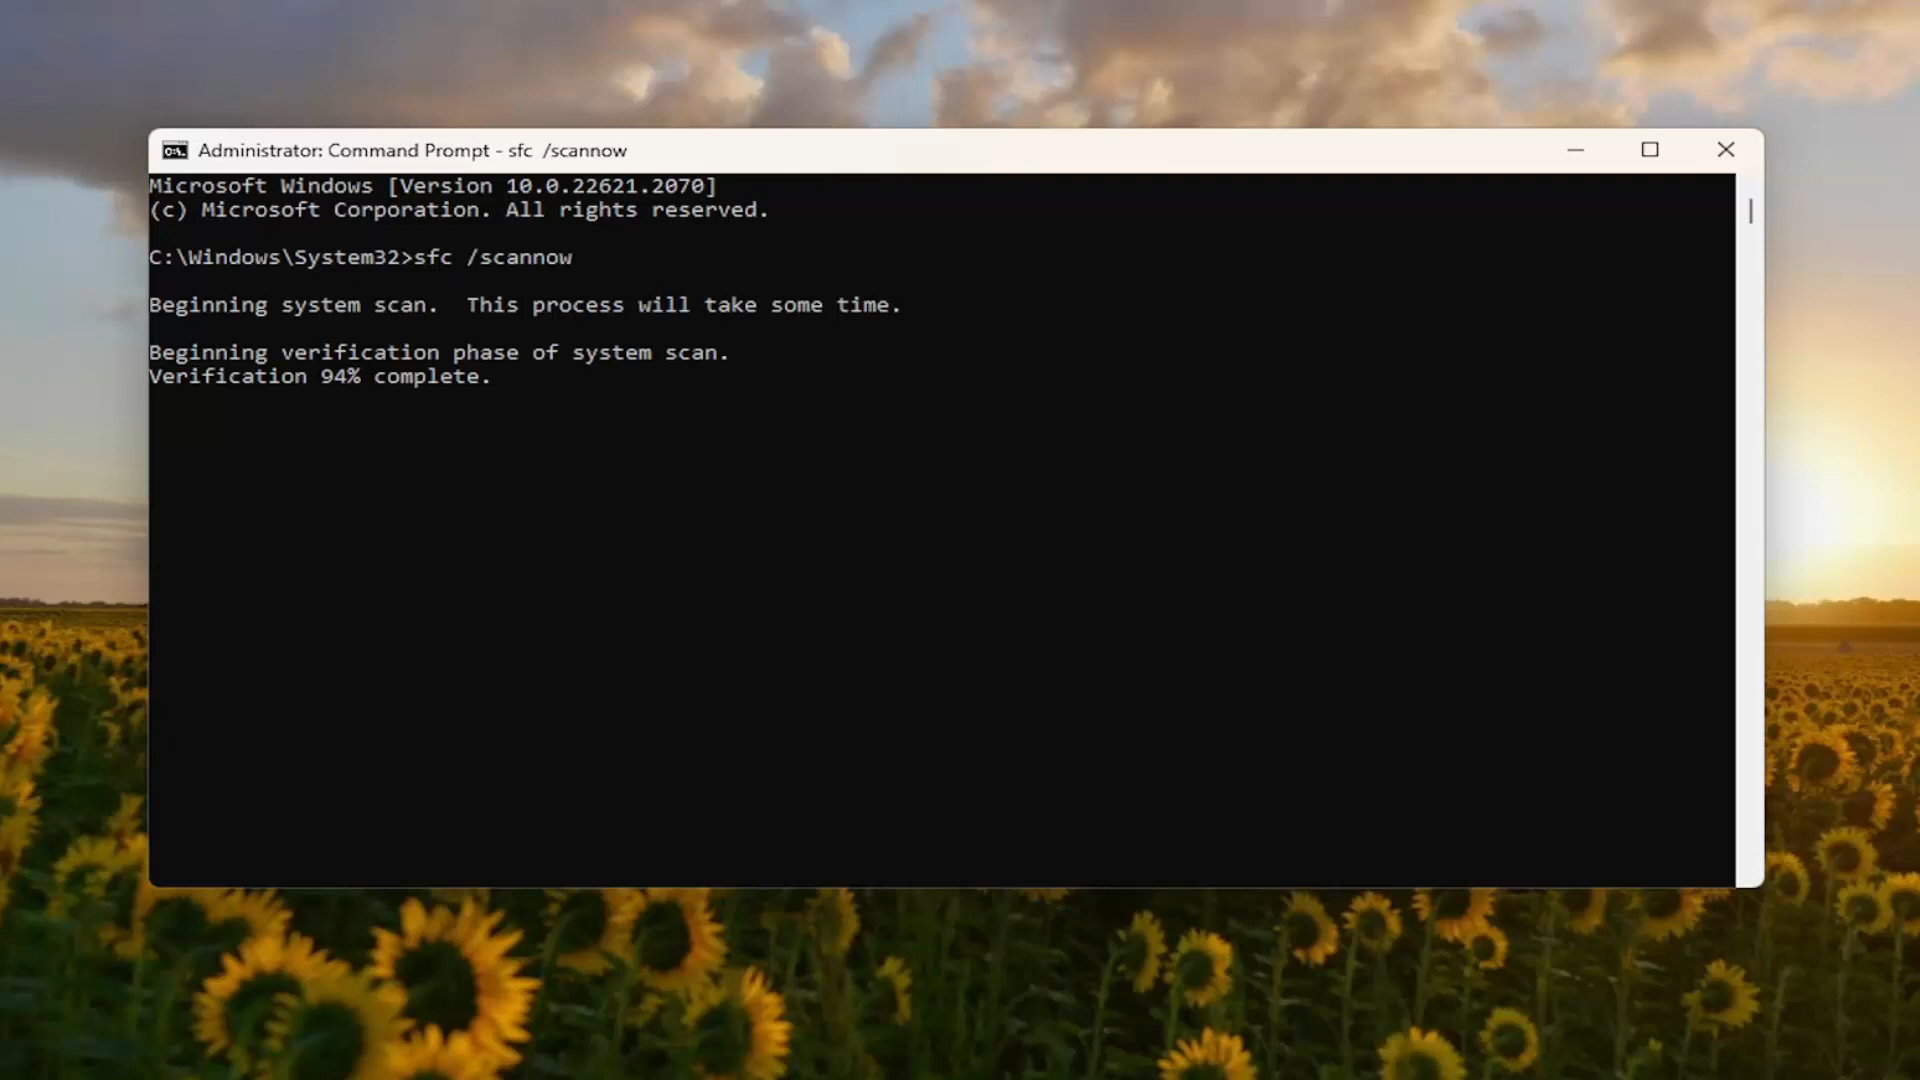 Administrator: Command Prompt - sfc  /scannow
Microsoft Windows [Version 10.0.22621.2070]
(c) Microsoft Corporation. All rights reserved.
C:\Windows\System32>sfc /scannow
Beginning system scan.  This process will take some time.
Beginning verification phase of system scan.
Verification 94% complete.